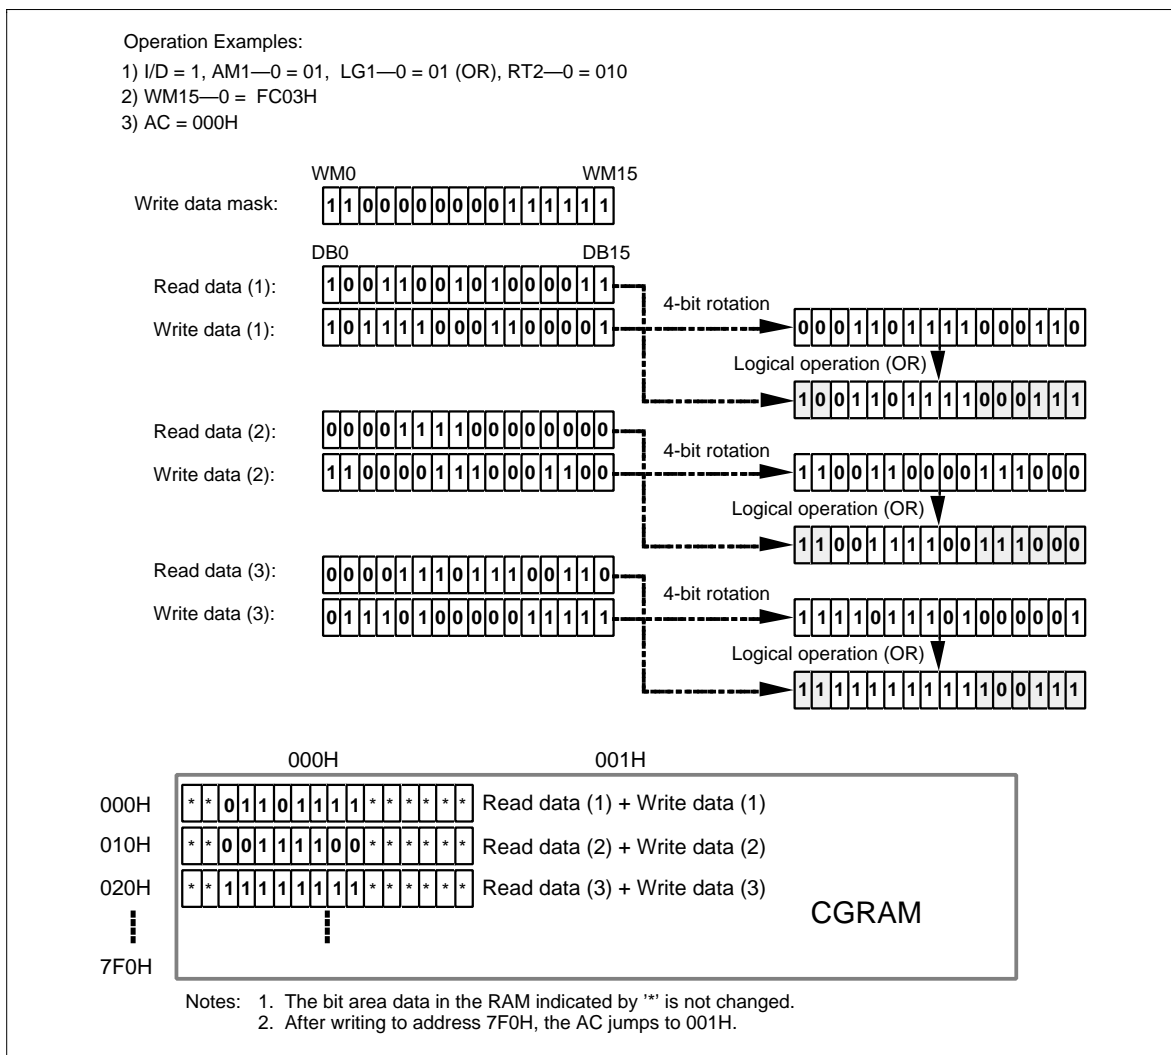 Operation Examples:
1) I/D = 1, AM1—0 = 01, LG1—0 = 01 (OR), RT2—0 = 010
2) WM15—0 = FC03H
3) AC = 000H
WM0 WM15
Write data mask: 1 1 0 0 0 0 0 0 0 0 1 1 1 1 1 1
DB0 DB15
Read data (1): 1 0 0 1 1 0 0 1 0 1 0 0 0 0 1 1
4-bit rotation
Write data (1): 1 0 1 1 1 1 0 0 0 1 1 0 0 0 0 1 0 0 0 1 1 0 1 1 1 1 0 0 0 1 1 0
Logical operation (OR)
1 0 0 1 1 0 1 1 1 1 0 0 0 1 1 1
Read data (2): 0 0 0 0 1 1 1 1 0 0 0 0 0 0 0 0
4-bit rotation
Write data (2): 1 1 0 0 0 0 1 1 1 0 0 0 1 1 0 0 1 1 0 0 1 1 0 0 0 0 1 1 1 0 0 0
Logical operation (OR)
1 1 0 0 1 1 1 1 0 0 1 1 1 0 0 0
Read data (3): 0 0 0 0 1 1 1 0 1 1 1 0 0 1 1 0
4-bit rotation
Write data (3): 0 1 1 1 0 1 0 0 0 0 0 1 1 1 1 1 1 1 1 1 0 1 1 1 0 1 0 0 0 0 0 1
Logical operation (OR)
1 1 1 1 1 1 1 1 1 1 1 0 0 1 1 1
000H 001H
000H * * 0 1 1 0 1 1 1 1 * * * * * * Read data (1) + Write data (1)
010H * * 0 0 1 1 1 1 0 0 * * * * * * Read data (2) + Write data (2)
020H * * 1 1 1 1 1 1 1 1 * * * * * * Read data (3) + Write data (3)
CGRAM
7F0H
Notes: 1. The bit area data in the RAM indicated by '*' is not changed.
2. After writing to address 7F0H, the AC jumps to 001H.